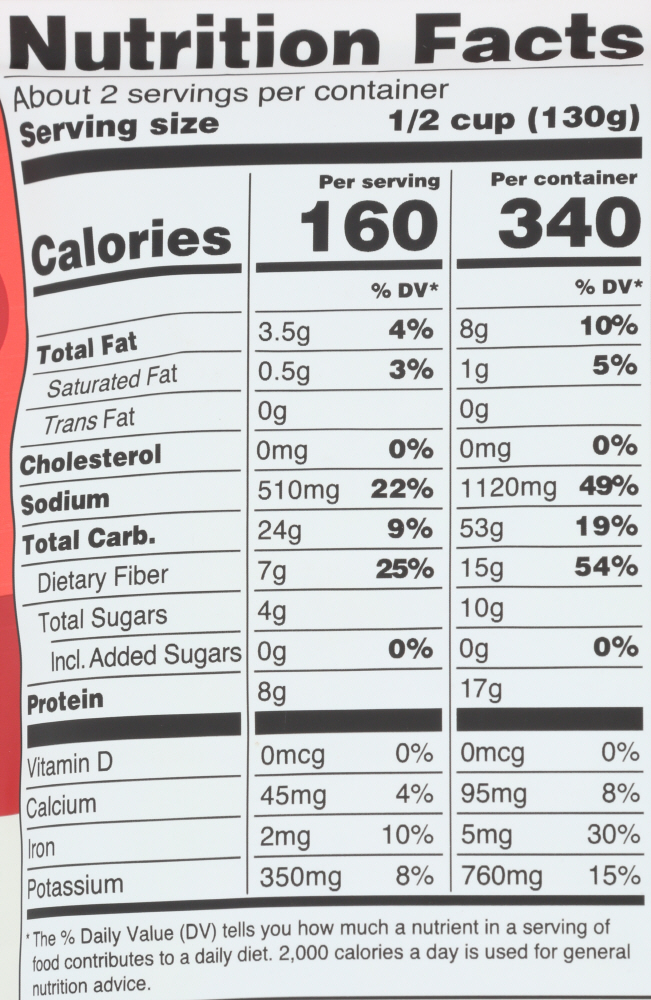 Nutrition Facts
About 2 servings per container
Serving size 1/2 cup (130g)
Per serving Per container
Calories 160 340
% DV* % DV*
Total Fat 3.5g 4% 8g 10%
Saturated Fat 0.5g 3% 1g 5%
Trans Fat 0g 0g
Cholesterol 0mg 0% 0mg 0%
Sodium 510mg 22% 1120mg 49%
Total Carb. 24g 9% 53g 19%
Dietary Fiber 7g 25% 15g 54%
Total Sugars 4g 10g
Incl. Added Sugars 0g 0% 0g 0%
Protein 8g 17g
Vitamin D 0mcg 0% 0mcg 0%
Calcium 45mg 4% 95mg 8%
Iron 2mg 10% 5mg 30%
Potassium 350mg 8% 760mg 15%
*The % Daily Value (DV) tells you how much a nutrient in a serving of
food contributes to a daily diet. 2,000 calories a day is used for general
nutrition advice.